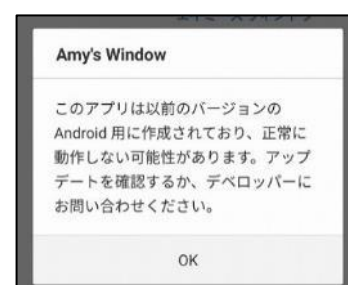 Amy's Window
このアプリは以前のバージョンの
Android 用に作成されており、正常に
動作しない可能性があります。アップ
デートを確認するか、デベロッパーに
お問い合わせください。
OK